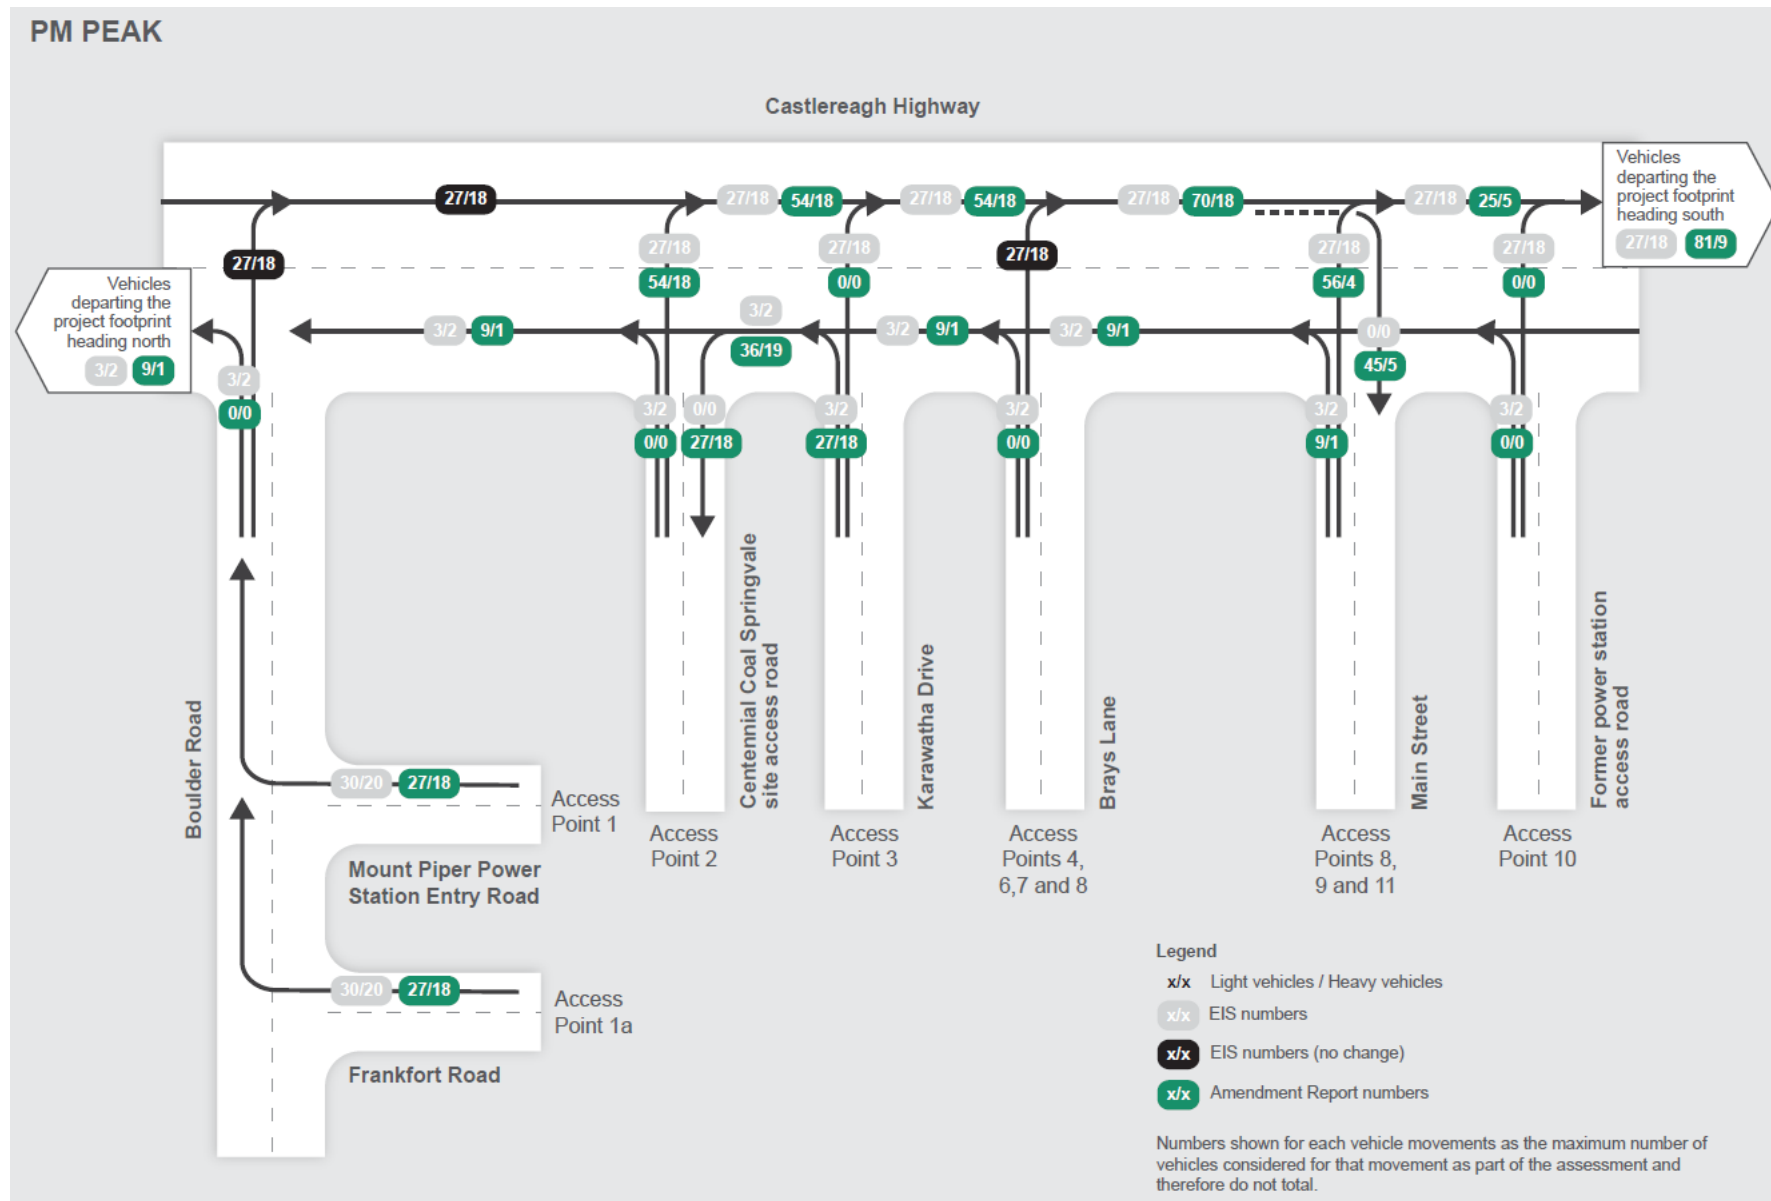 PM PEAK
Castlereagh Highway
Vehicles
departing the
project footprint
heading south
27/18 81/9
27/18
27/18 54/18
27/18 54/18
27/18 70/18
27/18 25/5
27/18
27/18
54/18
27/18
0/0
27/18
27/18
56/4
27/18
0/0
Vehicles
departing the
project footprint
heading north
3/2 9/1
3/2
0/0
3/2 9/1
3/2
36/19
3/2 9/1
3/2 9/1
0/0
45/5
3/2
0/0
0/0
27/18
3/2
27/18
3/2
0/0
3/2
9/1
3/2
0/0
Boulder Road
Centennial Coal Springvale
site access road
Karawatha Drive
Brays Lane
Main Street
Former power station
access road
30/20 27/18
Access
Point 1
Mount Piper Power
Station Entry Road
30/20 27/18
Access
Point 1a
Frankfort Road
Access
Point 2
Access
Point 3
Access
Points 4,
6,7 and 8
Access
Points 8,
9 and 11
Access
Point 10
Legend
x/x Light vehicles / Heavy vehicles
x/x EIS numbers
x/x EIS numbers (no change)
x/x Amendment Report numbers
Numbers shown for each vehicle movements as the maximum number of
vehicles considered for that movement as part of the assessment and
therefore do not total.